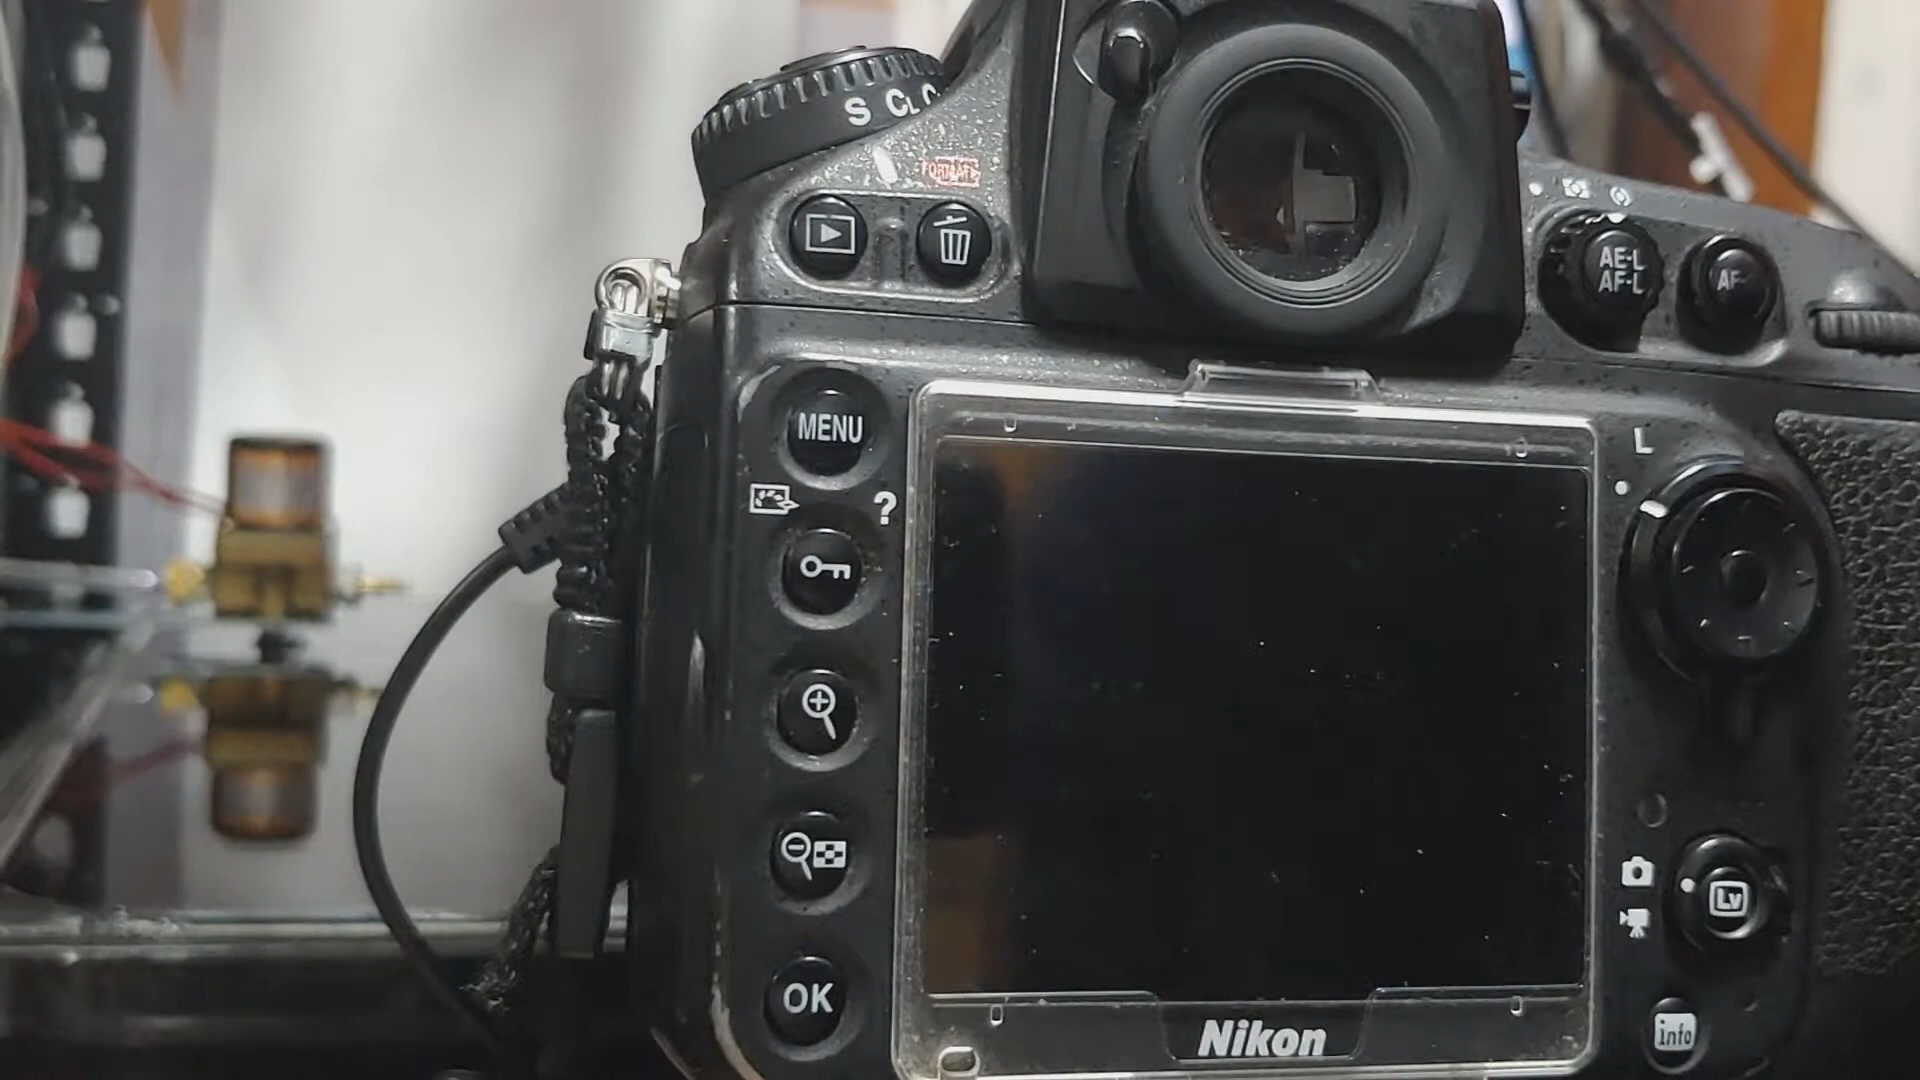 S CL C
FORMAT
AE-L
AF-L
AF-
MENU
?
L
Lv
OK
info
Nikon